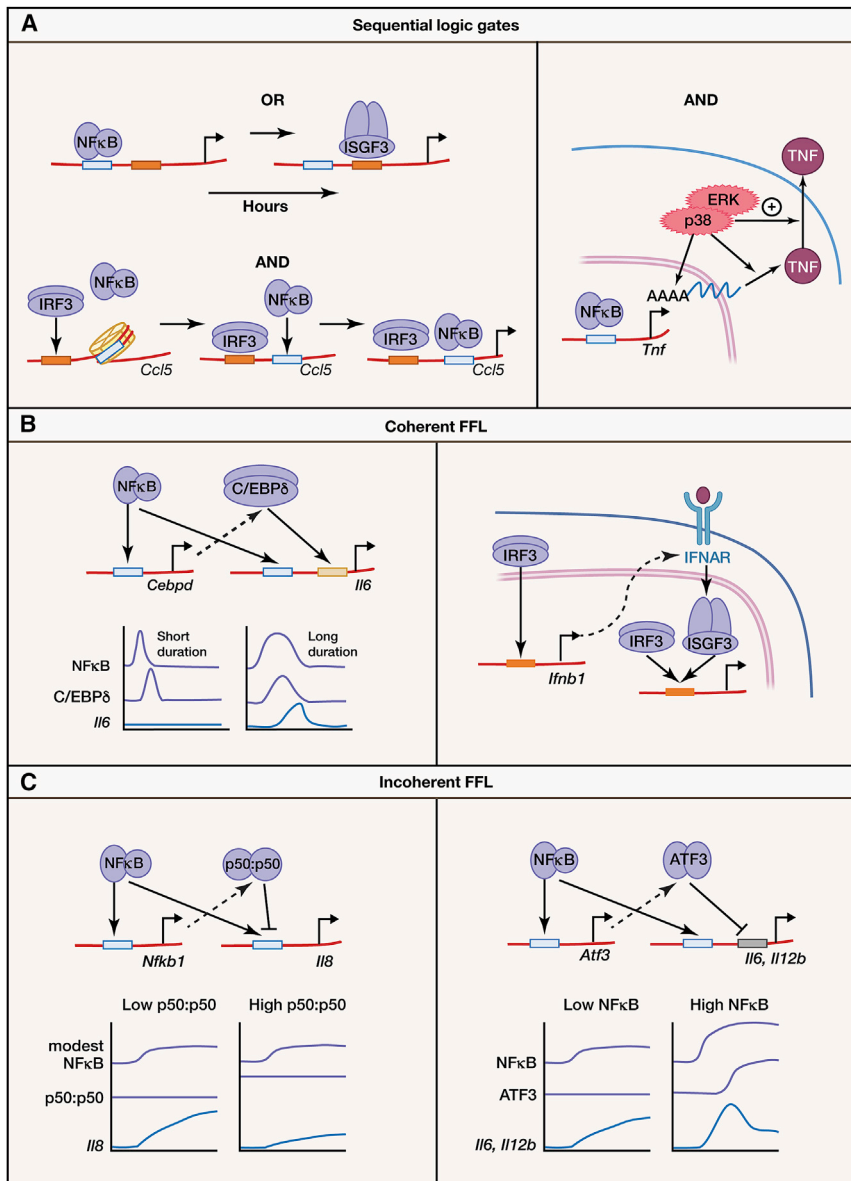 A
Sequential logic gates
OR
NFκB
ISGF3
Hours
AND
IRF3
NFκB
Ccl5
IRF3
NFκB
Ccl5
IRF3
NFκB
Ccl5
AND
TNF
ERK
p38
+
TNF
AAAA
NFκB
Tnf
B
Coherent FFL
NFκB
C/EBPδ
Cebpd
Il6
Short
duration
Long
duration
NFκB
C/EBPδ
Il6
IRF3
IFNAR
IRF3
ISGF3
Ifnb1
C
Incoherent FFL
NFκB
p50:p50
Nfkb1
Il8
Low p50:p50
High p50:p50
modest
NFκB
p50:p50
Il8
NFκB
ATF3
Atf3
Il6, Il12b
Low NFκB
High NFκB
NFκB
ATF3
Il6, Il12b